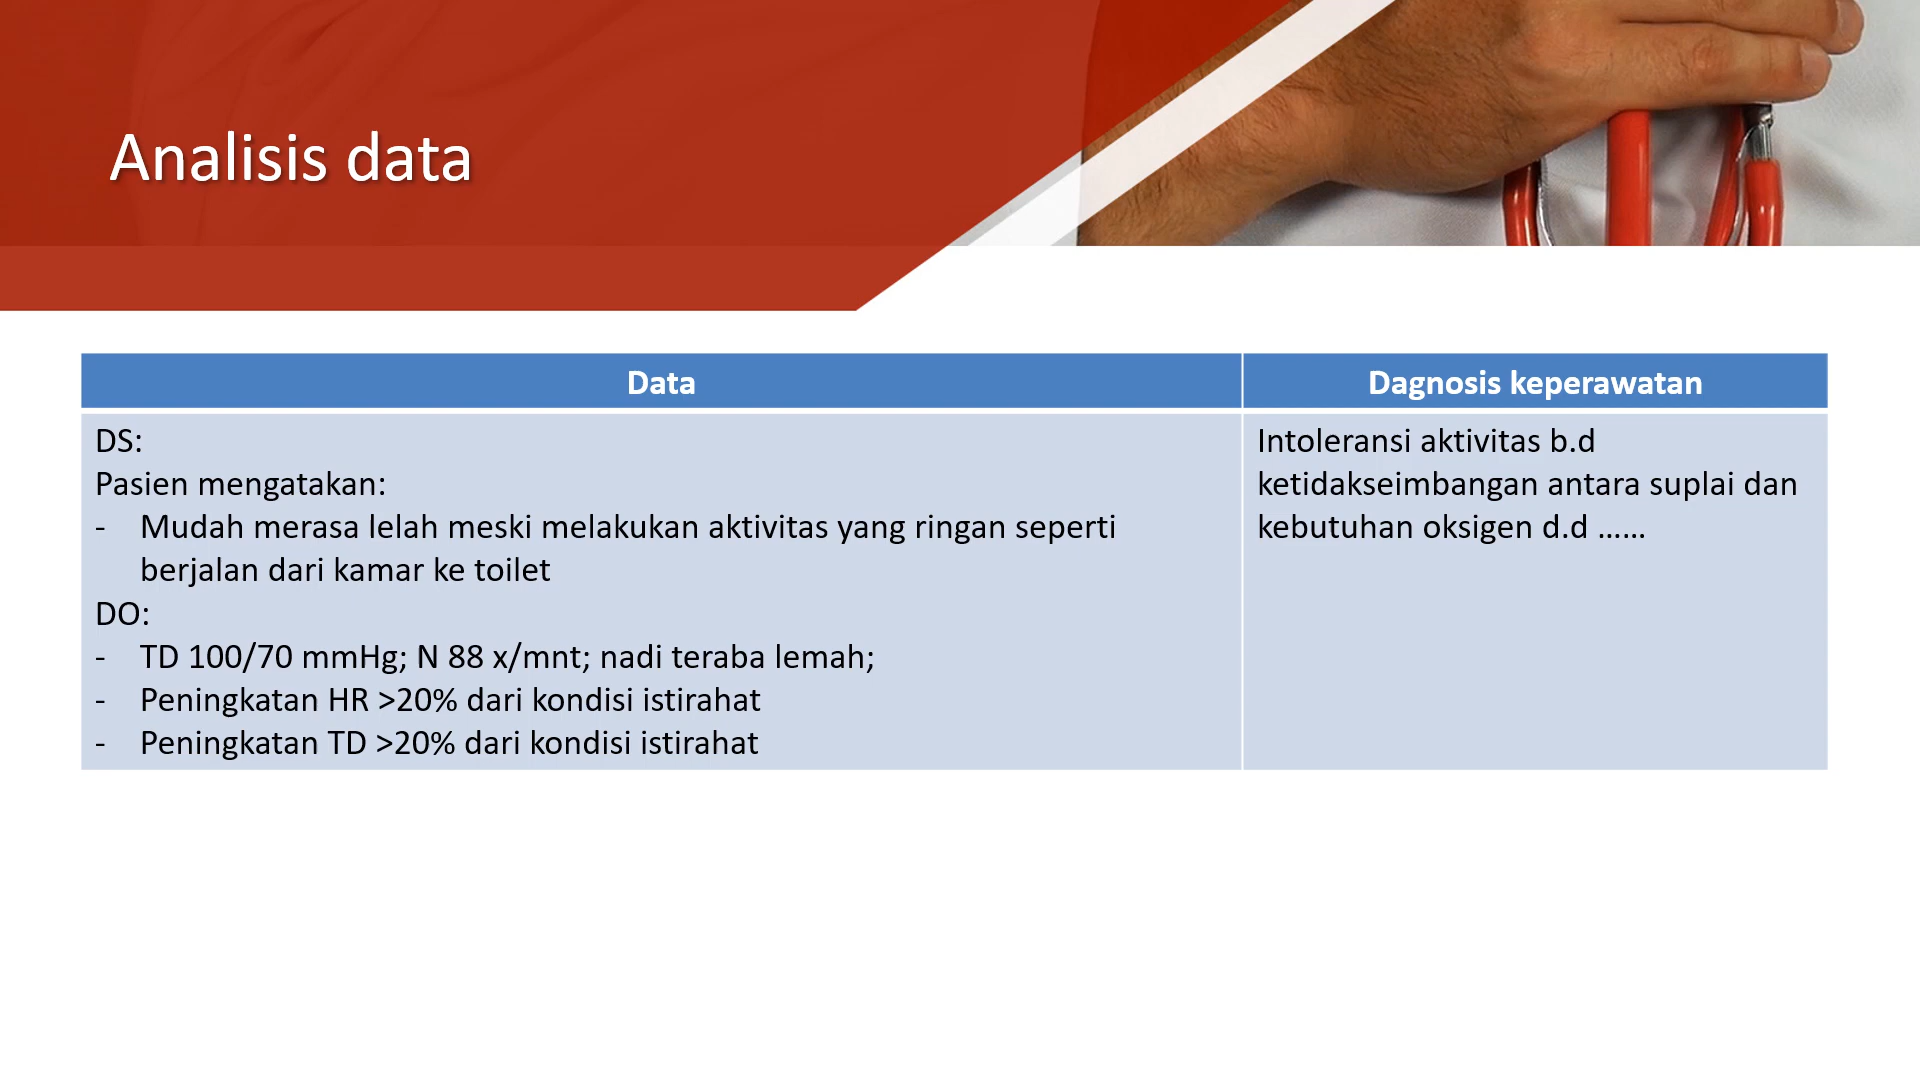 Analisis data
Data
Dagnosis keperawatan
DS:
Pasien mengatakan:
- Mudah merasa lelah meski melakukan aktivitas yang ringan seperti
berjalan dari kamar ke toilet
DO:
- TD 100/70 mmHg; N 88 x/mnt; nadi teraba lemah;
- Peningkatan HR >20% dari kondisi istirahat
- Peningkatan TD >20% dari kondisi istirahat
Intoleransi aktivitas b.d
ketidakseimbangan antara suplai dan
kebutuhan oksigen d.d ……